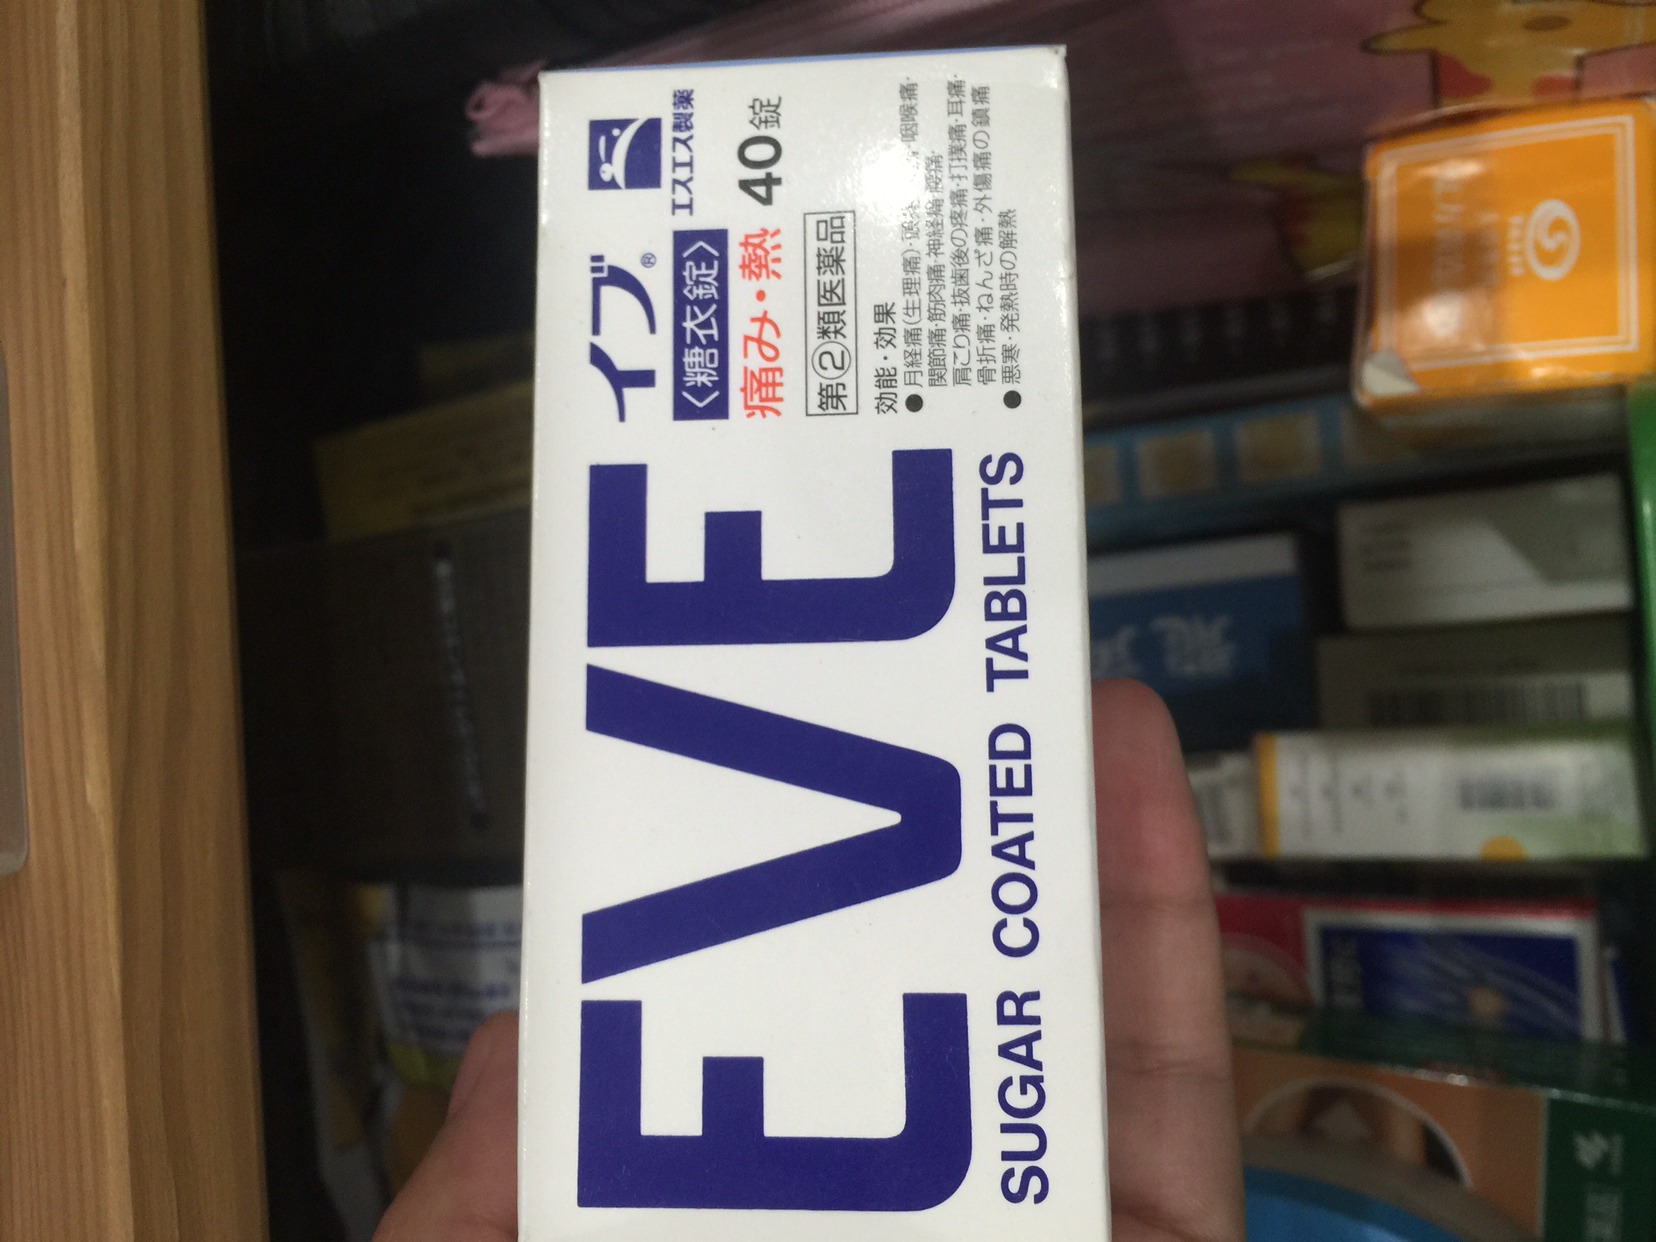 EVE
SUGAR COATED TABLETS
イブ®
エスエス製薬
〈糖衣錠〉
痛み・熱 40錠
第②類医薬品
効能・効果
●月経痛(生理痛)・頭 咽喉痛・
関節痛・筋肉痛・神経痛・腰痛・
肩こり痛・抜歯後の疼痛・打撲痛・耳痛・
骨折痛・ねんざ痛・外傷痛の鎮痛
●悪寒・発熱時の解熱